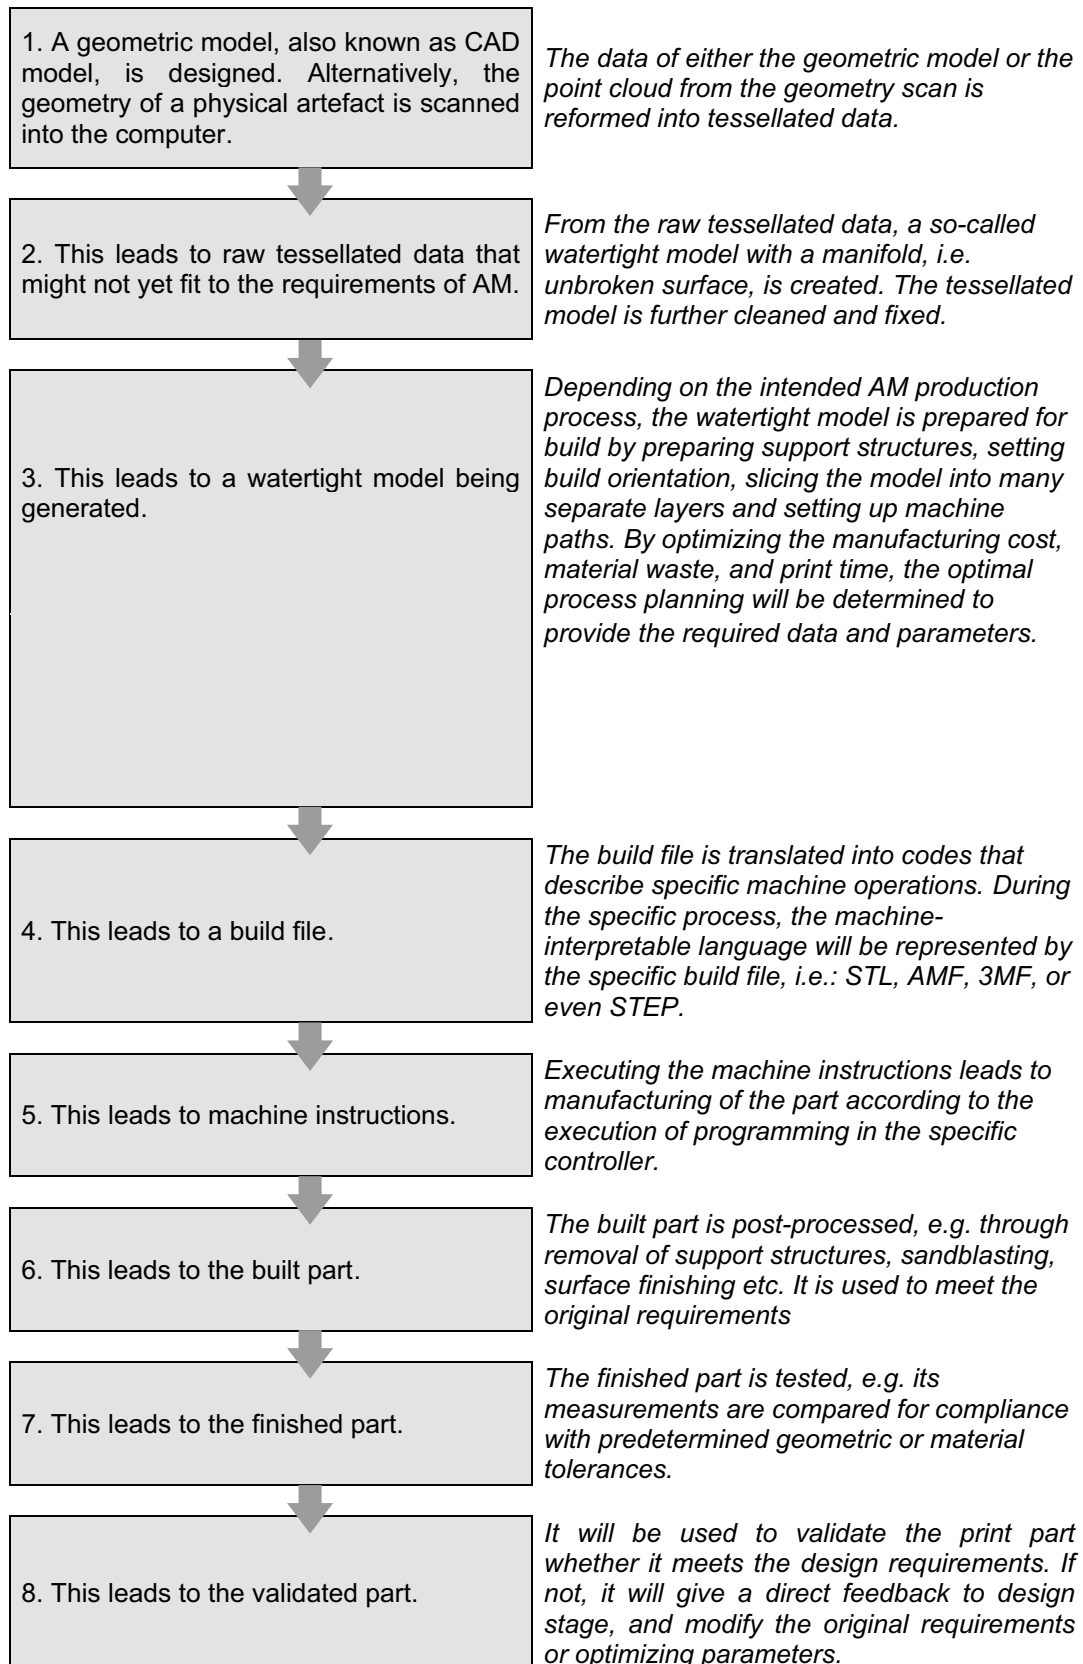 1. A geometric model, also known as CAD
model, is designed. Alternatively, the
geometry of a physical artefact is scanned
into the computer.
The data of either the geometric model or the
point cloud from the geometry scan is
reformed into tessellated data.
2. This leads to raw tessellated data that
might not yet fit to the requirements of AM.
From the raw tessellated data, a so-called
watertight model with a manifold, i.e.
unbroken surface, is created. The tessellated
model is further cleaned and fixed.
3. This leads to a watertight model being
generated.
Depending on the intended AM production
process, the watertight model is prepared for
build by preparing support structures, setting
build orientation, slicing the model into many
separate layers and setting up machine
paths. By optimizing the manufacturing cost,
material waste, and print time, the optimal
process planning will be determined to
provide the required data and parameters.
4. This leads to a build file.
The build file is translated into codes that
describe specific machine operations. During
the specific process, the machine-
interpretable language will be represented by
the specific build file, i.e.: STL, AMF, 3MF, or
even STEP.
5. This leads to machine instructions.
Executing the machine instructions leads to
manufacturing of the part according to the
execution of programming in the specific
controller.
6. This leads to the built part.
The built part is post-processed, e.g. through
removal of support structures, sandblasting,
surface finishing etc. It is used to meet the
original requirements
7. This leads to the finished part.
The finished part is tested, e.g. its
measurements are compared for compliance
with predetermined geometric or material
tolerances.
8. This leads to the validated part.
It will be used to validate the print part
whether it meets the design requirements. If
not, it will give a direct feedback to design
stage, and modify the original requirements
or optimizing parameters.